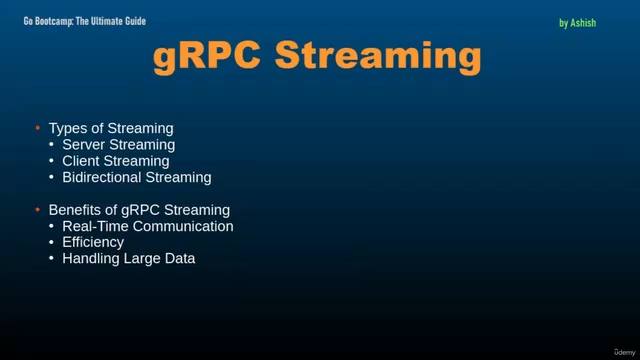 Go Bootcamp: The Ultimate Guide
by Ashish
gRPC Streaming
• Types of Streaming
• Server Streaming
• Client Streaming
• Bidirectional Streaming
• Benefits of gRPC Streaming
• Real-Time Communication
• Efficiency
• Handling Large Data
udemy